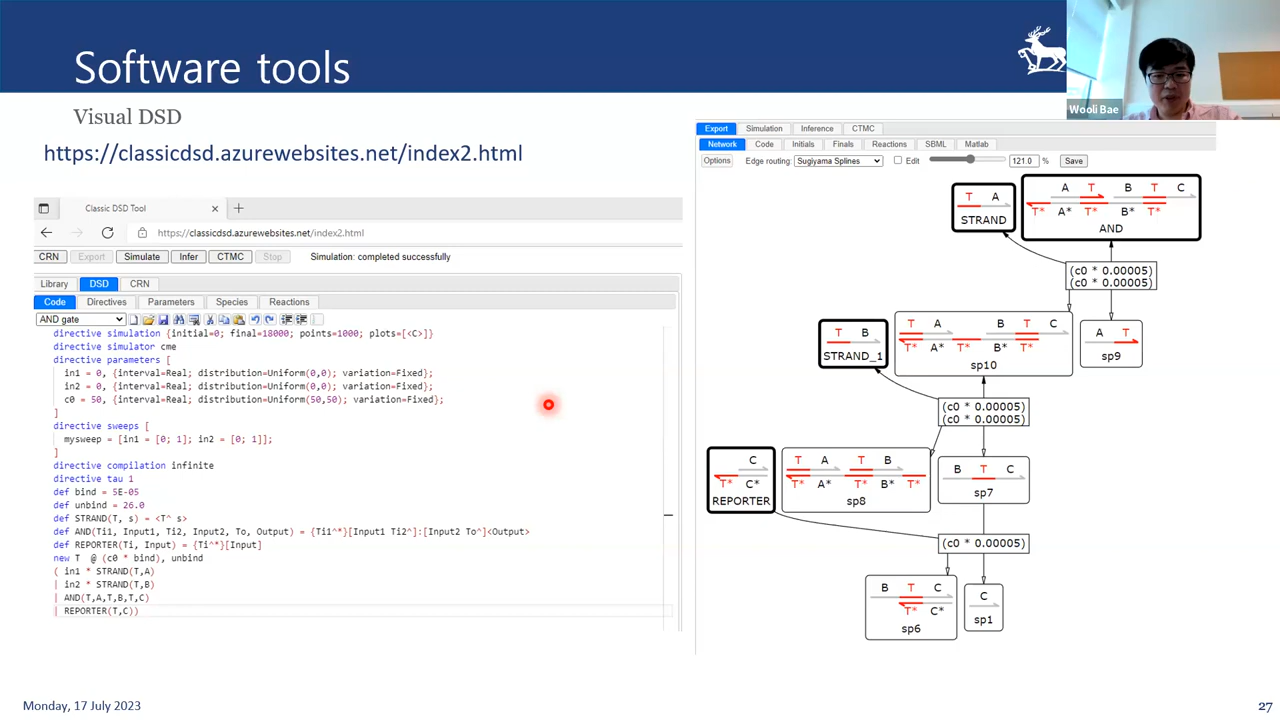 Software tools
Wooli Bae
Visual DSD
https://classicdsd.azurewebsites.net/index2.html
Classic DSD Tool
https://classicdsd.azurewebsites.net/index2.html
CRN Export Simulate Infer CTMC Stop Simulation: completed successfully
Library DSD CRN
Code Directives Parameters Species Reactions
AND gate
directive simulation {initial=0; final=18000; points=1000; plots=[<C>]}
directive simulator cme
directive parameters [
in1 = 0, {interval=Real; distribution=Uniform(0,0); variation=Fixed};
in2 = 0, {interval=Real; distribution=Uniform(0,0); variation=Fixed};
c0 = 50, {interval=Real; distribution=Uniform(50,50); variation=Fixed};
]
directive sweeps [
mysweep = [in1 = [0; 1]; in2 = [0; 1]];
]
directive compilation infinite
directive tau 1
def bind = 5E-05
def unbind = 26.0
def STRAND(T, s) = <T^ s>
def AND(Ti1, Input1, Ti2, Input2, To, Output) = {Ti1^*}[Input1 Ti2^]:[Input2 To^]<Output>
def REPORTER(Ti, Input) = {Ti^*}[Input]
new T @ (c0 * bind), unbind
( in1 * STRAND(T,A)
| in2 * STRAND(T,B)
| AND(T,A,T,B,T,C)
| REPORTER(T,C))
Export Simulation Inference CTMC
Network Code Initials Finals Reactions SBML Matlab
Options Edge routing: Sugiyama Splines Edit 121.0 % Save
T A
STRAND
A T B T C
T* A* T* B* T*
AND
(c0 * 0.00005)
(c0 * 0.00005)
T B
STRAND_1
T A B T C
T* A* T* B* T*
sp10
A T
sp9
(c0 * 0.00005)
(c0 * 0.00005)
C
T* C*
REPORTER
T A T B
T* A* T* B* T*
sp8
B T C
sp7
(c0 * 0.00005)
B T C
T* C*
sp6
C
sp1
Monday, 17 July 2023
27